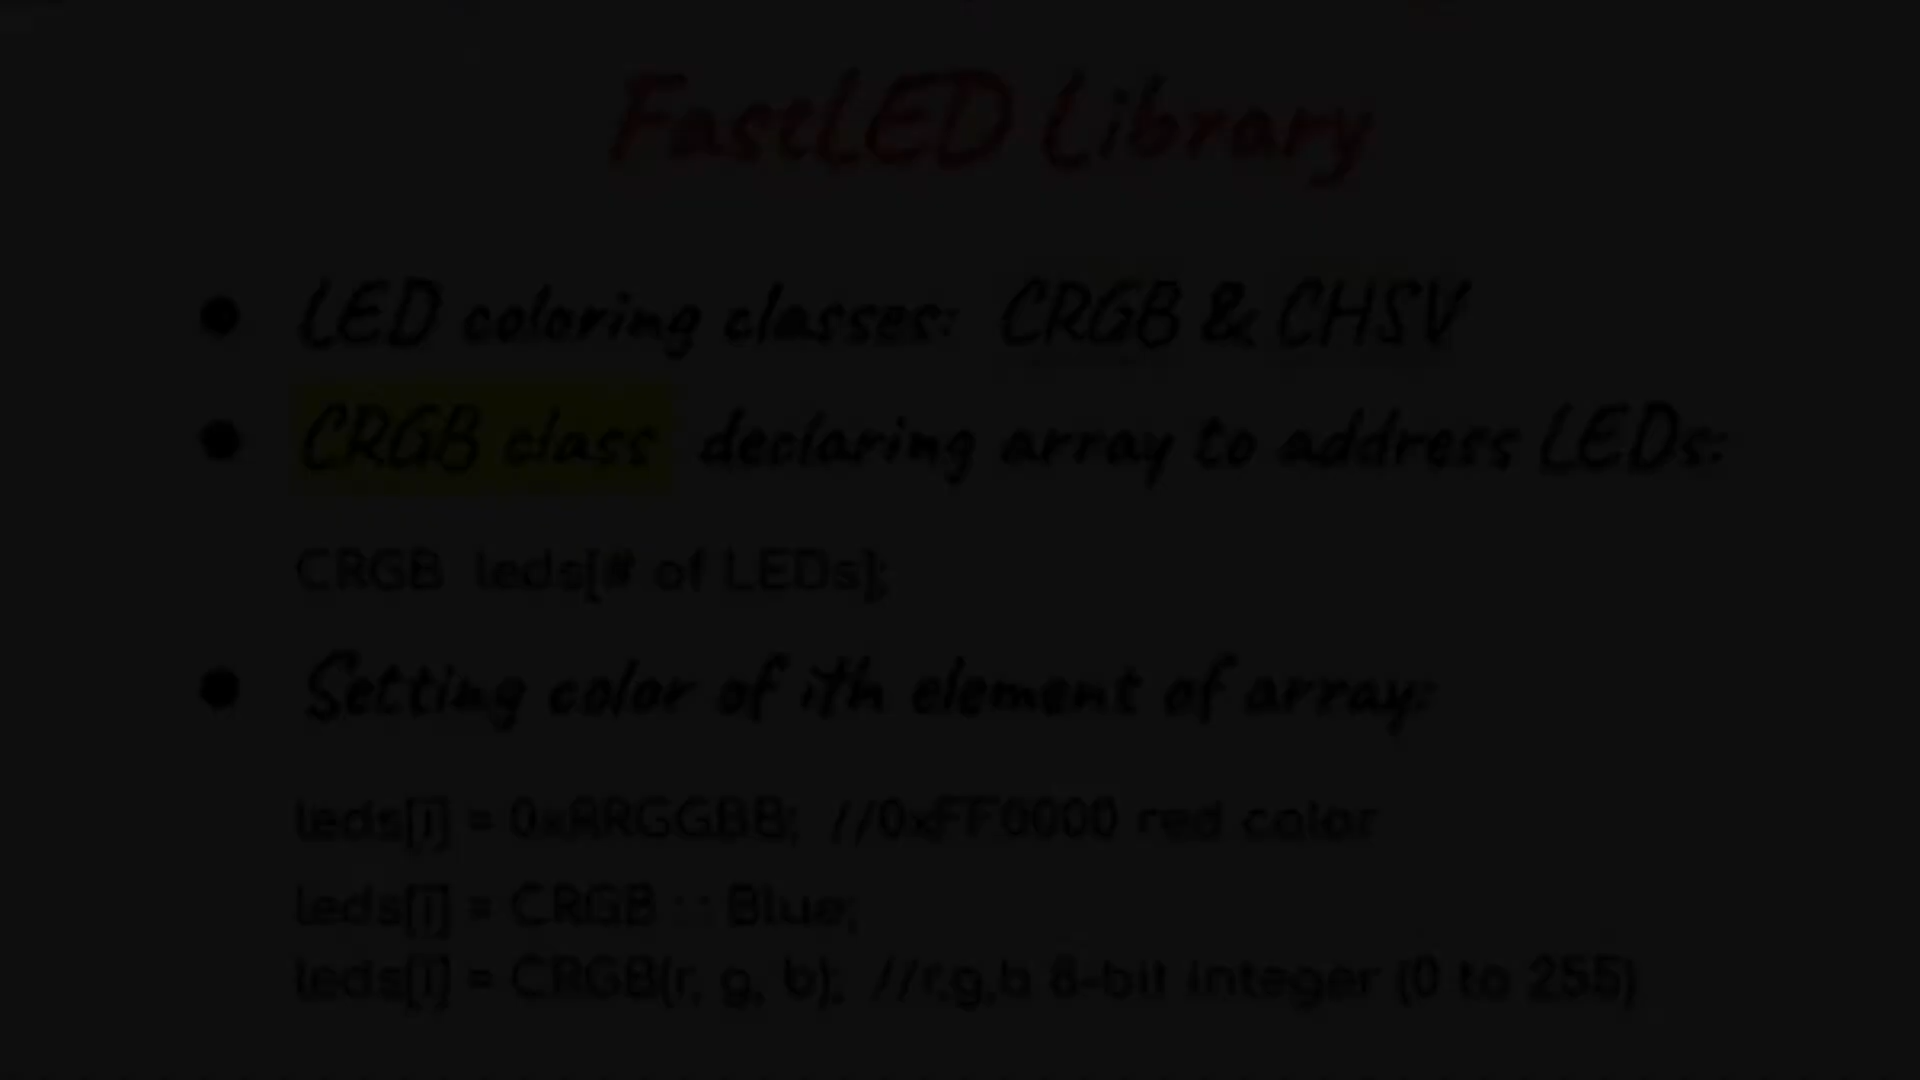 FastLED Library
LED coloring classes: CRGB & CHSV
CRGB class declaring array to address LEDs:
CRGB leds[# of LEDs];
Setting color of ith element of array:
leds[i] = 0xRRGGBB; //0xFF0000 red color
leds[i] = CRGB : : Blue;
leds[i] = CRGB(r, g, b); //r,g,b 8-bit integer (0 to 255)